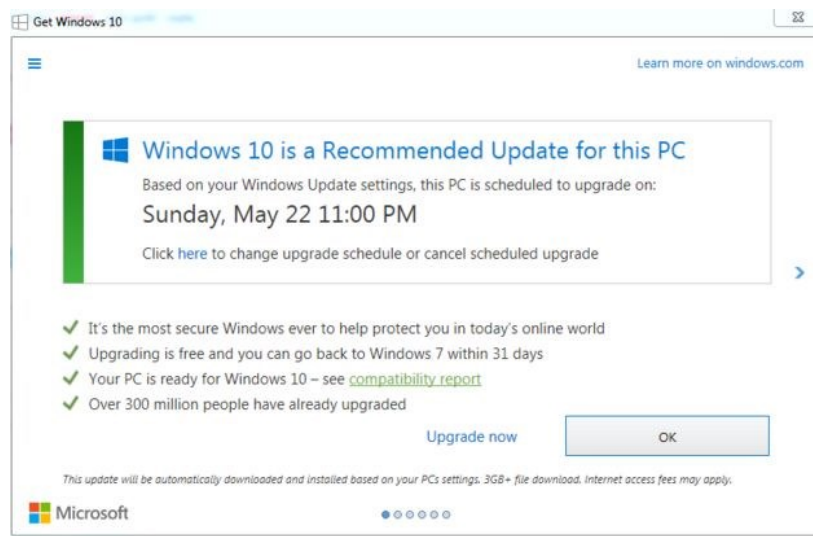 Get Windows 10
Learn more on windows.com
Windows 10 is a Recommended Update for this PC
Based on your Windows Update settings, this PC is scheduled to upgrade on:
Sunday, May 22 11:00 PM
Click here to change upgrade schedule or cancel scheduled upgrade
It's the most secure Windows ever to help protect you in today's online world
Upgrading is free and you can go back to Windows 7 within 31 days
Your PC is ready for Windows 10 – see compatibility report
Over 300 million people have already upgraded
Upgrade now OK
This update will be automatically downloaded and installed based on your PCs settings. 3GB+ file download. Internet access fees may apply.
Microsoft